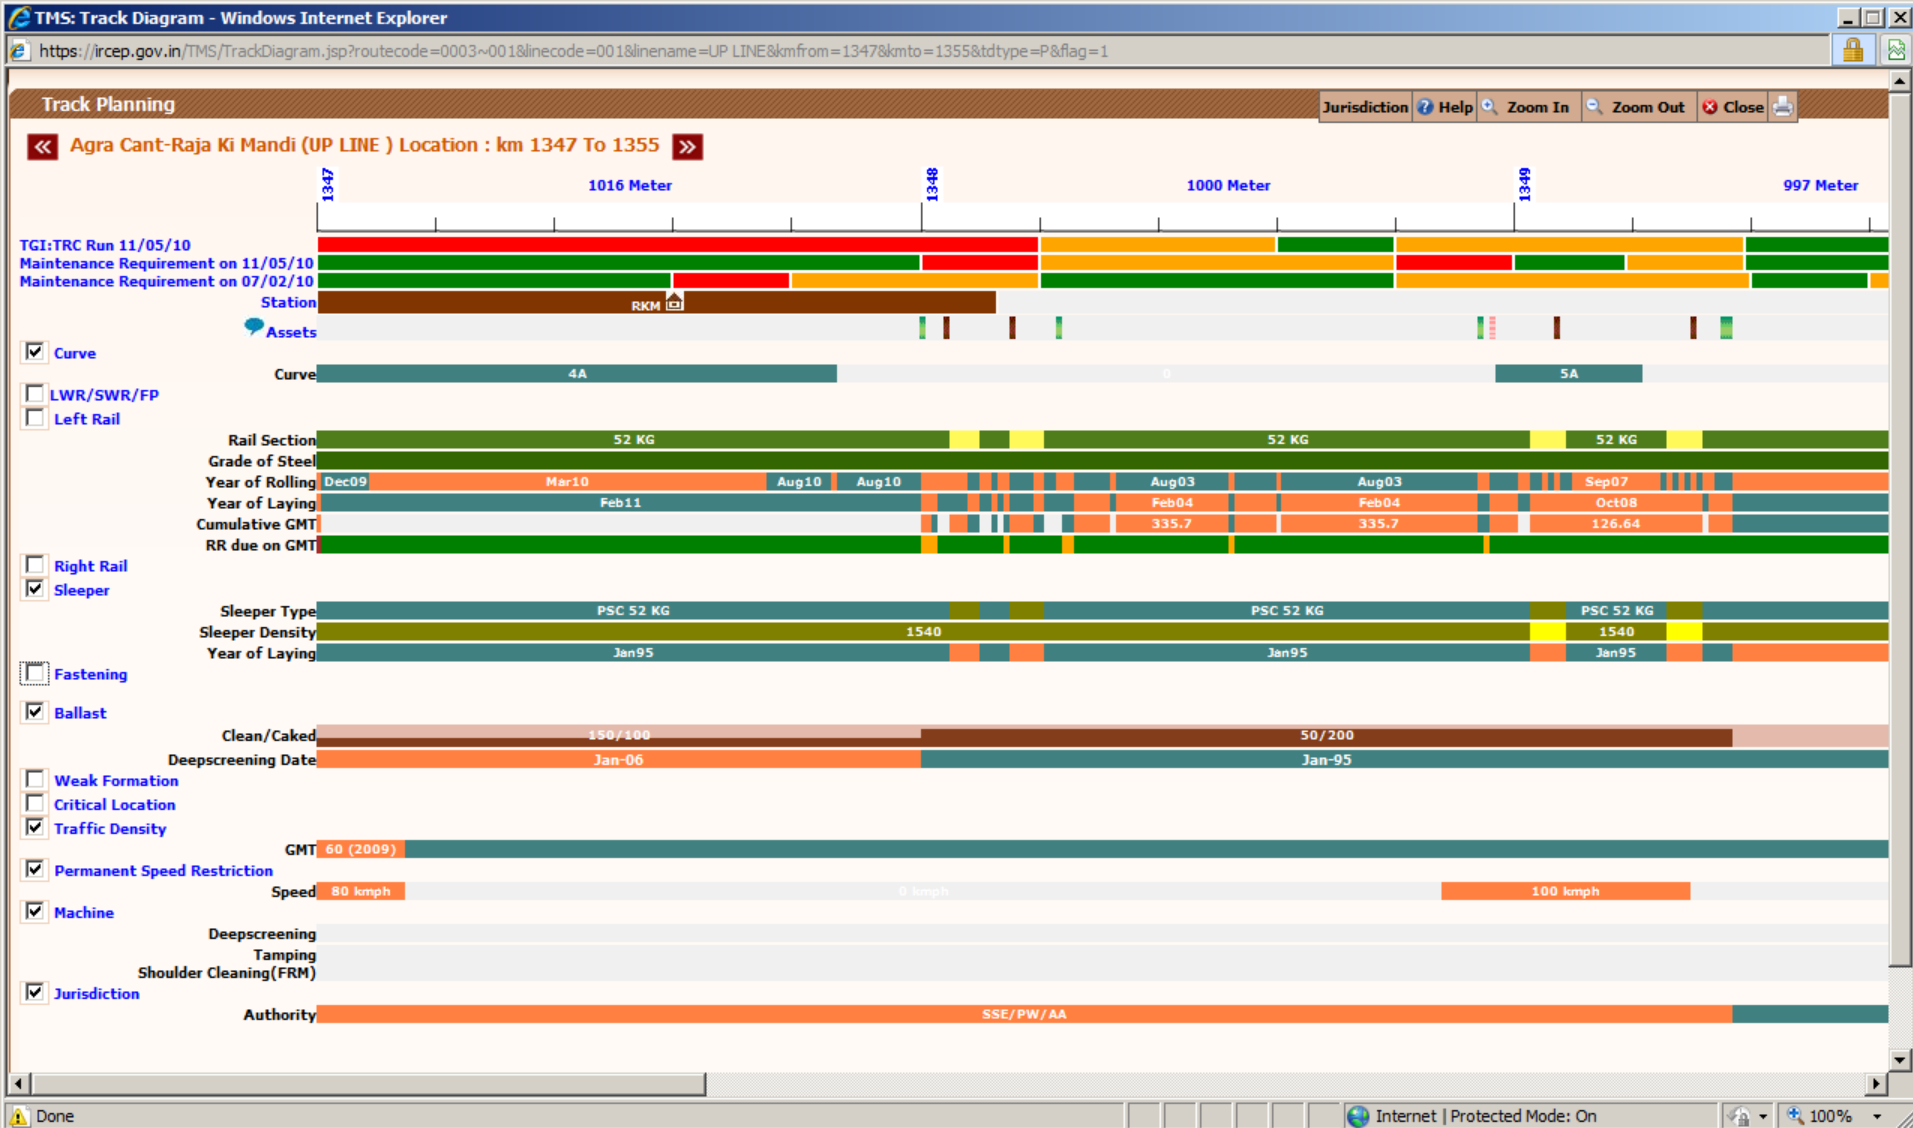 TMS: Track Diagram - Windows Internet Explorer
https://ircep.gov.in/TMS/TrackDiagram.jsp?routecode=0003~001&linecode=001&linename=UP LINE&kmfrom=1347&kmto=1355&tdtype=P&flag=1
Track Planning
Jurisdiction Help Zoom In Zoom Out Close
Agra Cant-Raja Ki Mandi (UP LINE ) Location : km 1347 To 1355
1347 1016 Meter 1348 1000 Meter 1349 997 Meter
TGI:TRC Run 11/05/10
Maintenance Requirement on 11/05/10
Maintenance Requirement on 07/02/10
Station RKM
Assets
Curve
Curve 4A 0 5A
LWR/SWR/FP
Left Rail
Rail Section 52 KG 52 KG 52 KG
Grade of Steel
Year of Rolling Dec09 Mar10 Aug10 Aug10 Aug03 Aug03 Sep07
Year of Laying Feb11 Feb04 Feb04 Oct08
Cumulative GMT 335.7 335.7 126.64
RR due on GMT
Right Rail
Sleeper
Sleeper Type PSC 52 KG PSC 52 KG PSC 52 KG
Sleeper Density 1540 1540
Year of Laying Jan95 Jan95 Jan95
Fastening
Ballast
Clean/Caked 150/100 50/200
Deepscreening Date Jan-06 Jan-95
Weak Formation
Critical Location
Traffic Density
GMT 60 (2009)
Permanent Speed Restriction
Speed 80 kmph 0 kmph 100 kmph
Machine
Deepscreening
Tamping
Shoulder Cleaning(FRM)
Jurisdiction
Authority SSE/PW/AA
Done Internet | Protected Mode: On 100%